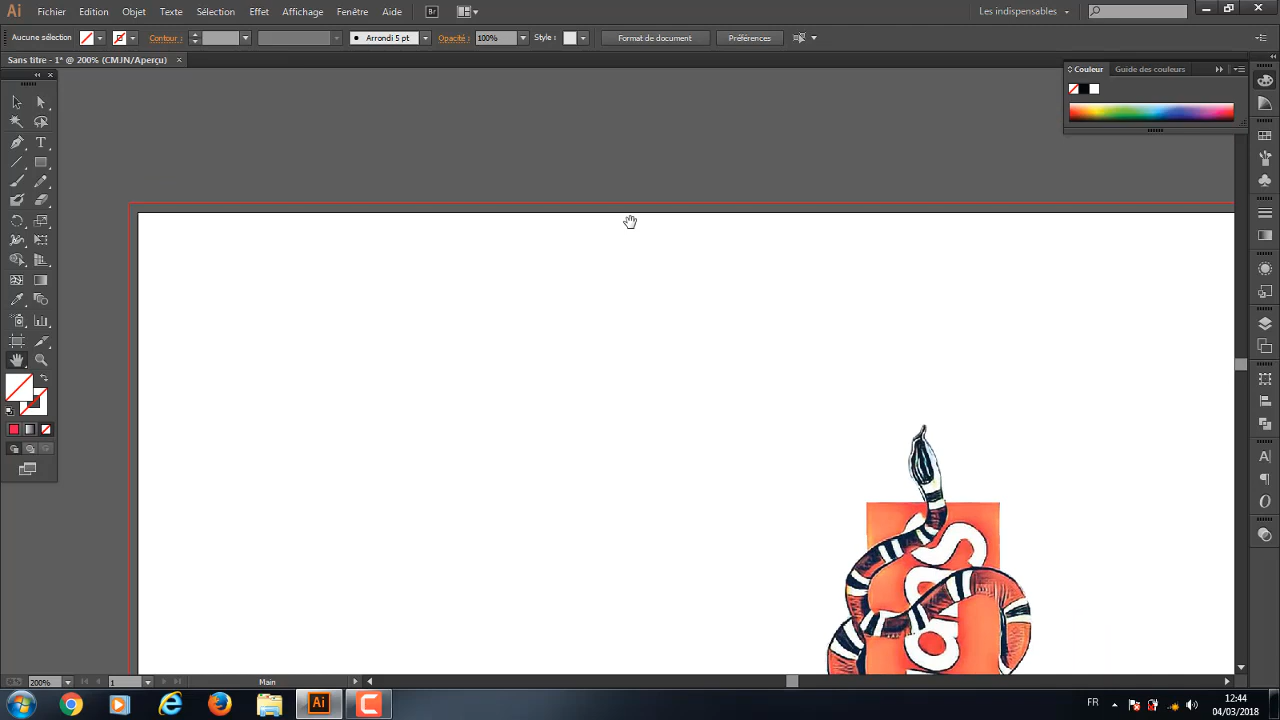 Ai Fichier Edition Objet Texte Sélection Effet Affichage Fenêtre Aide Br Les indispensables
Aucune sélection Contour : Arrondi 5 pt Opacité : 100% Style : Format de document Préférences
Sans titre - 1* @ 200% (CMJN/Aperçu) ×
Couleur Guide des couleurs
200% 1 Main
Ai FR 12:44
04/03/2018